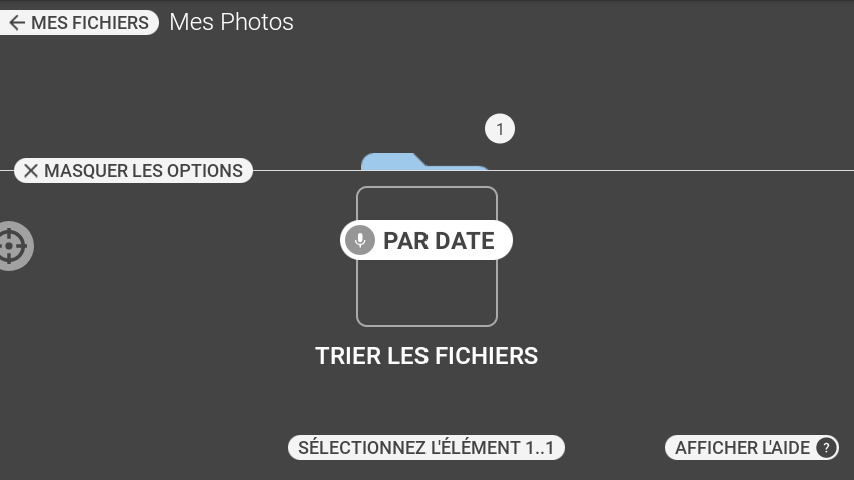 MES FICHIERS Mes Photos
1
MASQUER LES OPTIONS
PAR DATE
TRIER LES FICHIERS
SÉLECTIONNEZ L'ÉLÉMENT 1..1
AFFICHER L'AIDE ?